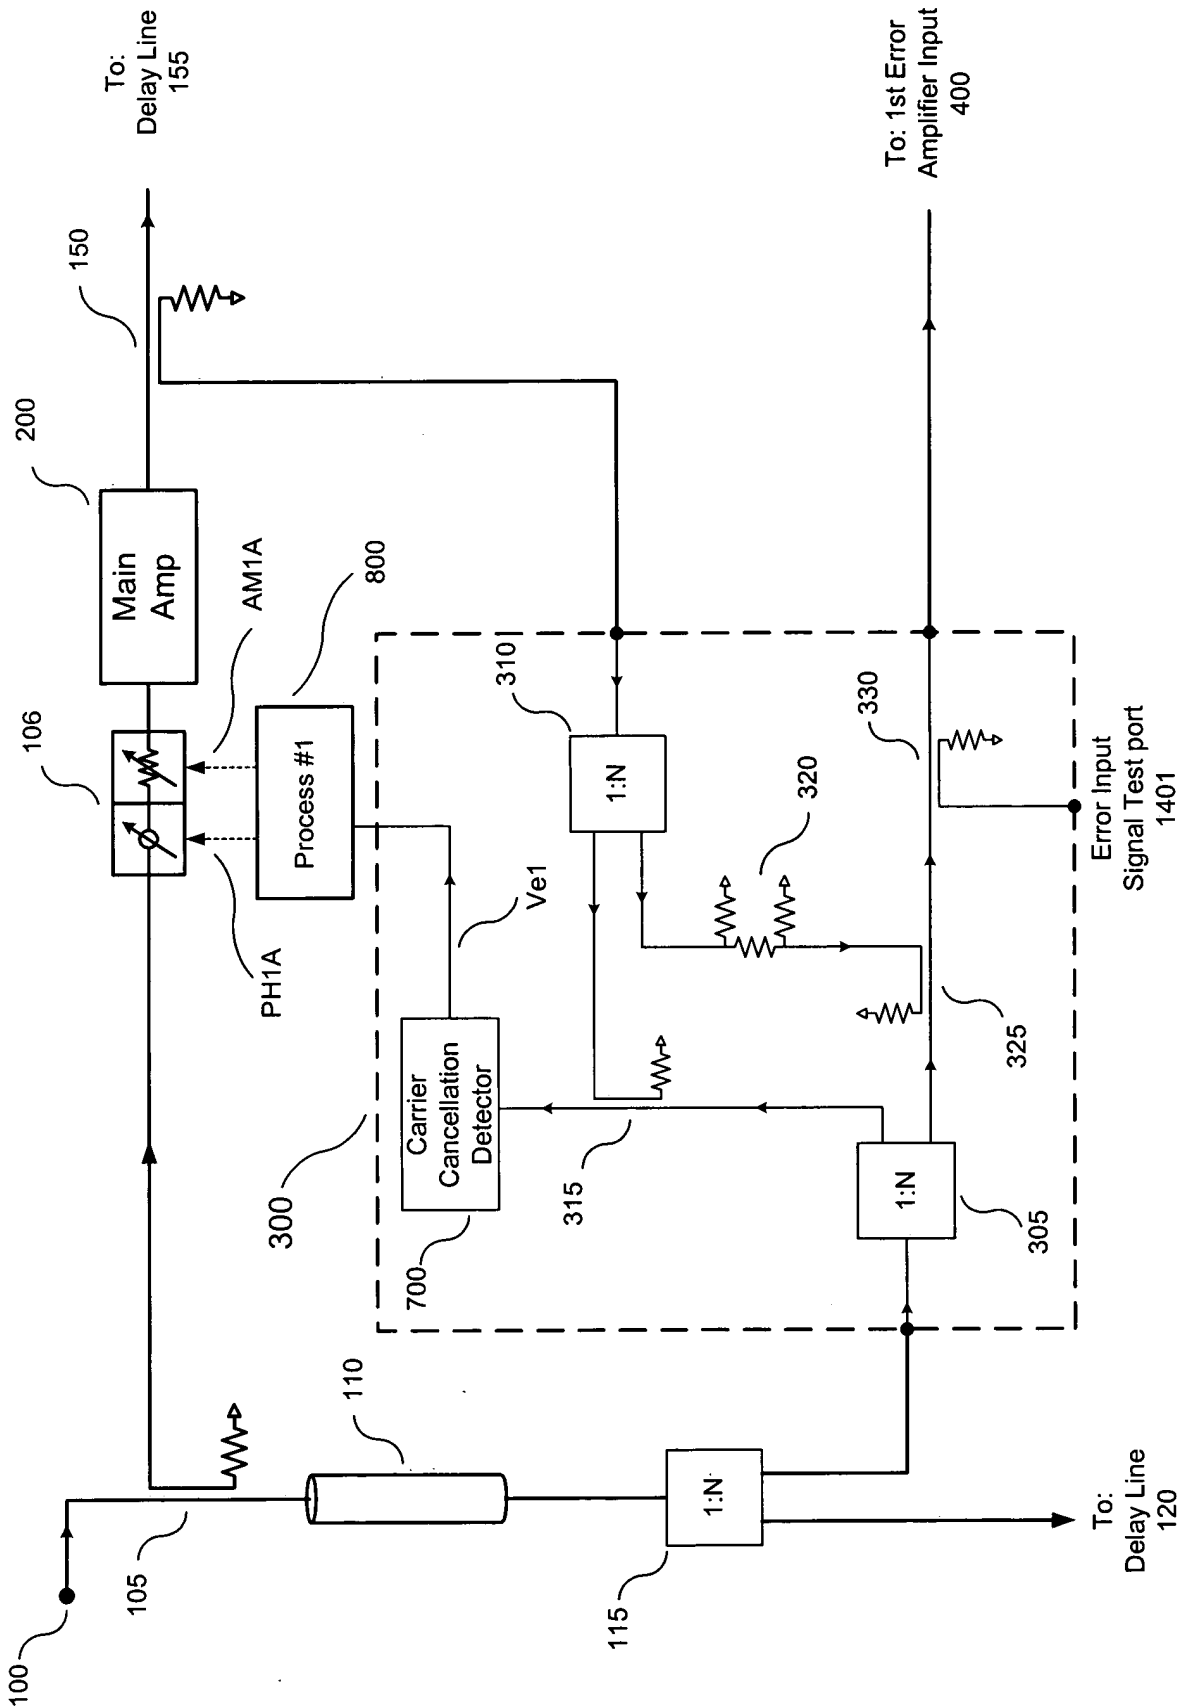 100
105
110
115
To:
Delay Line
120
106
PH1A
AM1A
Process #1
800
Main
Amp
200
150
To:
Delay Line
155
300
700
Carrier
Cancellation
Detector
Ve1
315
1:N
310
320
1:N
305
1:N
325
330
Error Input
Signal Test port
1401
To: 1st Error
Amplifier Input
400